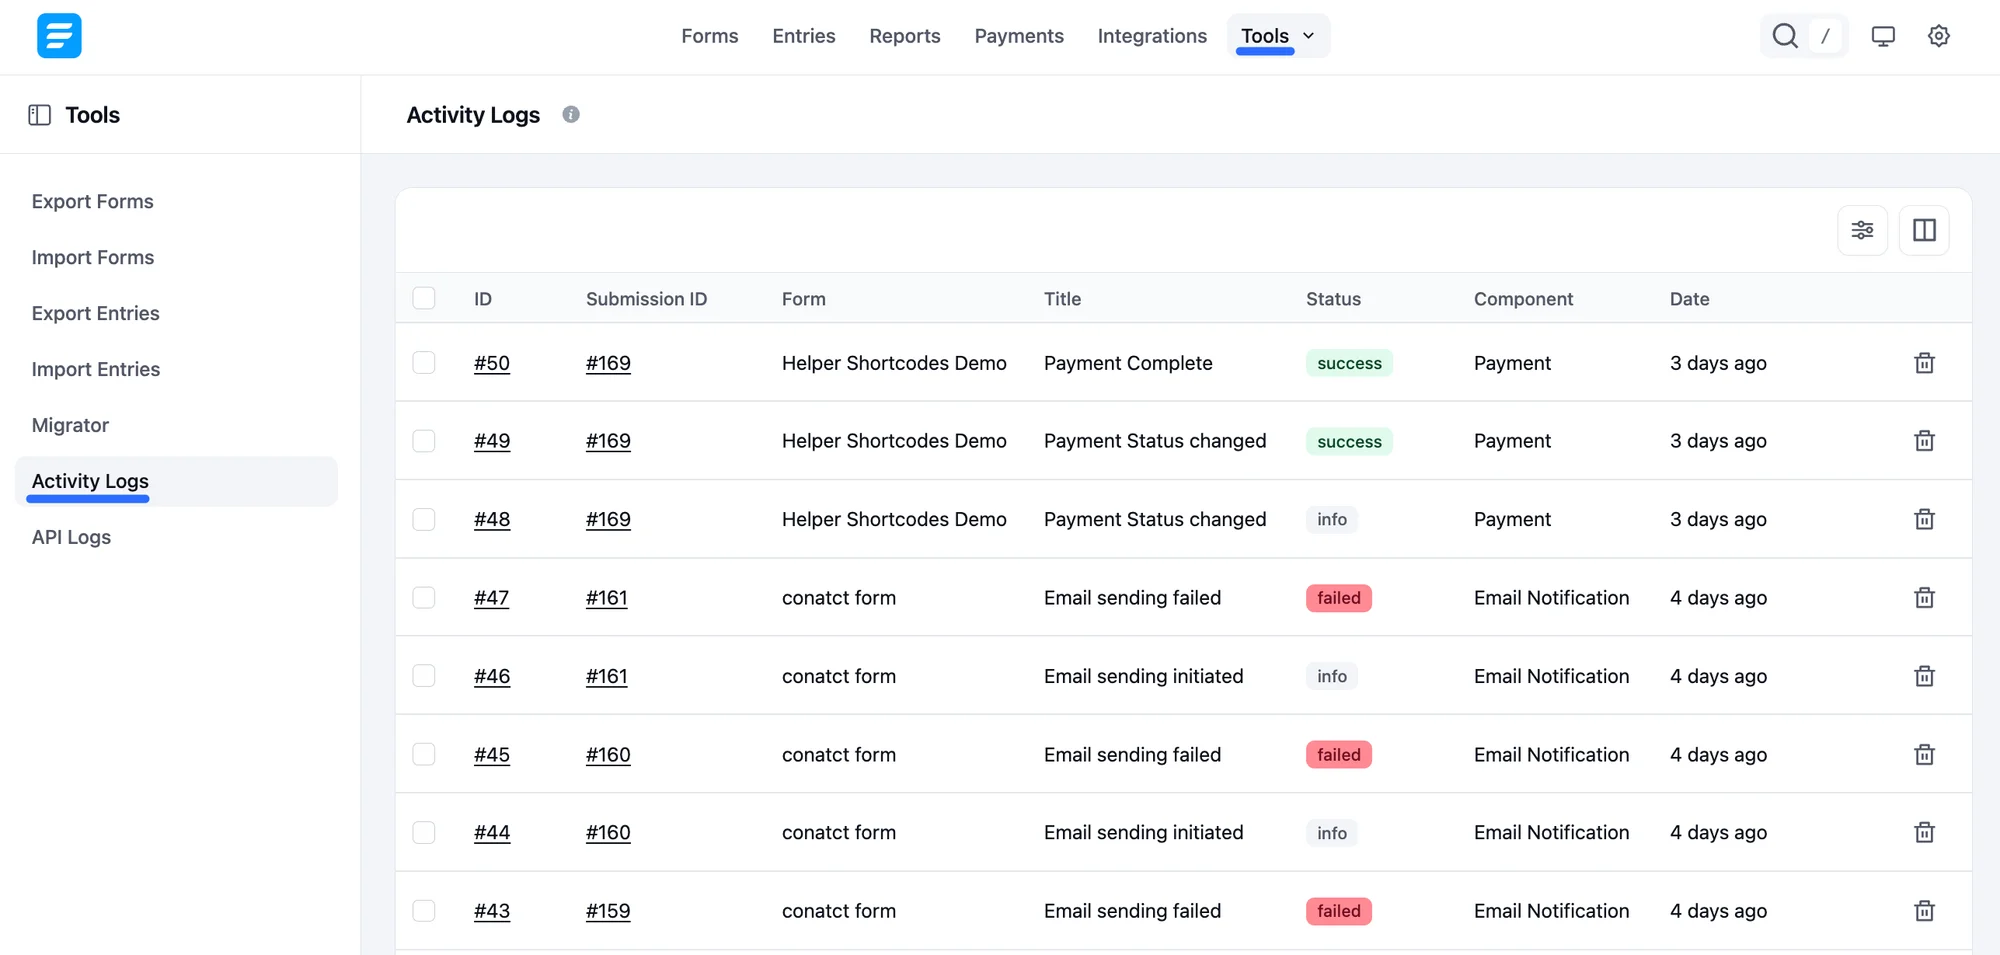 Forms Entries Reports Payments Integrations Tools /
Tools
Activity Logs
Export Forms
Import Forms
Export Entries
Import Entries
Migrator
Activity Logs
API Logs
ID Submission ID Form Title Status Component Date
#50 #169 Helper Shortcodes Demo Payment Complete success Payment 3 days ago
#49 #169 Helper Shortcodes Demo Payment Status changed success Payment 3 days ago
#48 #169 Helper Shortcodes Demo Payment Status changed info Payment 3 days ago
#47 #161 conatct form Email sending failed failed Email Notification 4 days ago
#46 #161 conatct form Email sending initiated info Email Notification 4 days ago
#45 #160 conatct form Email sending failed failed Email Notification 4 days ago
#44 #160 conatct form Email sending initiated info Email Notification 4 days ago
#43 #159 conatct form Email sending failed failed Email Notification 4 days ago